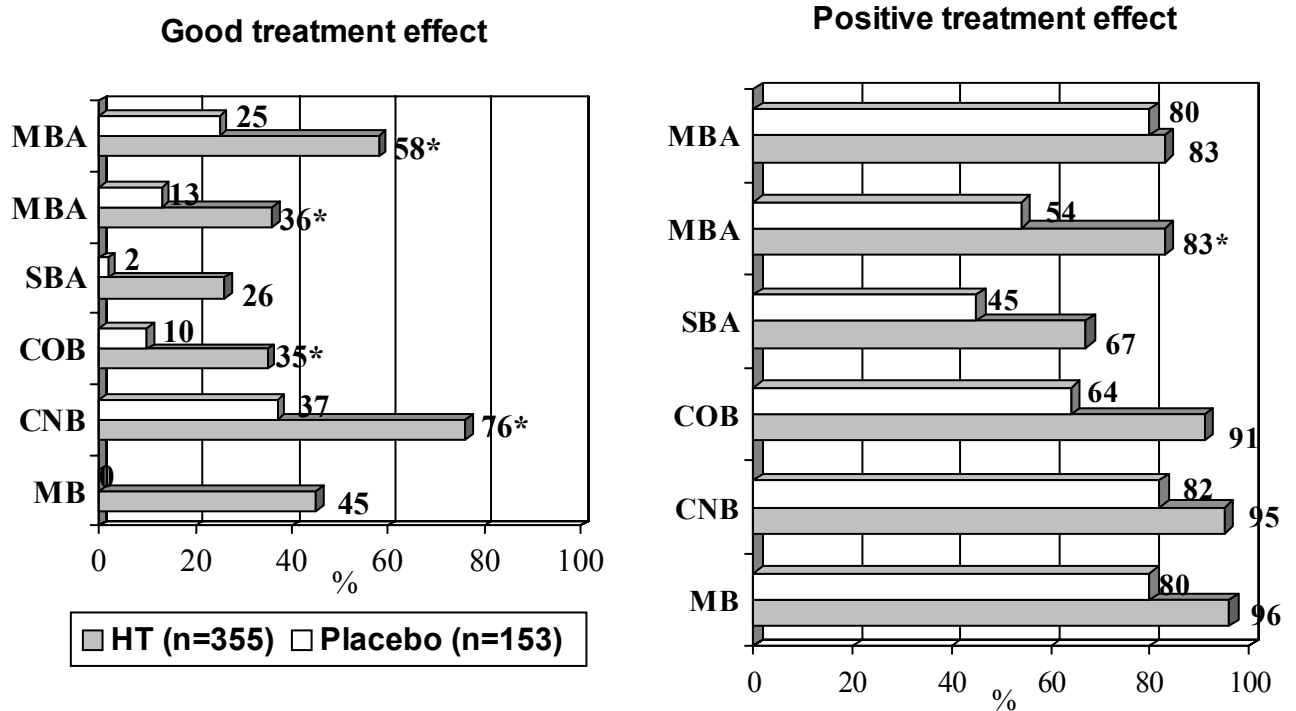 Good treatment effect
MBA
25
58*
MBA
13
36*
SBA
2
26
COB
10
35*
CNB
37
76*
MB
0
45
0 20 40 60 80 100
%
HT (n=355) Placebo (n=153)
Positive treatment effect
MBA
80
83
MBA
54
83*
SBA
45
67
COB
64
91
CNB
82
95
MB
80
96
0 20 40 60 80 100
%